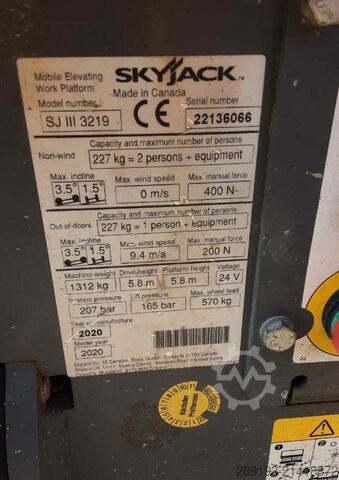 Mobile Elevating
Work Platform
SKYJACK™
Made in Canada
Model number
Serial number
SJ III 3219
CE
22136066
Non-wind
Capacity and maximum number of persons
227 kg = 2 persons + equipment
Max. incline
Max. wind speed
Max. manual force
3.5° 1.5°
0 m/s
400 N
Out-of-doors
Capacity and maximum number of persons
227 kg = 1 person + equipment
Max. incline
Max. wind speed
Max. manual force
3.5° 1.5°
9.4 m/s
200 N
Machine weight
Drive height
Platform height
Voltage
1312 kg
5.8 m
5.8 m
24 V
System pressure
Lift pressure
Max. wheel load
207 bar
165 bar
570 kg
Year of manufacture
2020
Model year
2020
Nächster
Prüftermin